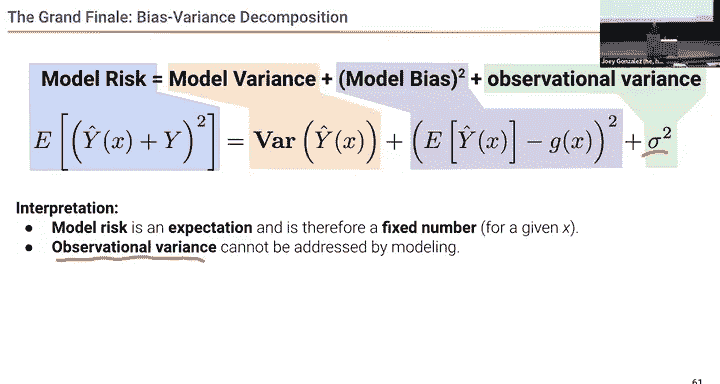 The Grand Finale: Bias-Variance Decomposition
Joey Gonzalez (he, h...
Model Risk = Model Variance + (Model Bias)² + observational variance
E[(Ŷ(x) + Y)²] = Var(Ŷ(x)) + (E[Ŷ(x)] − g(x))² + σ²
Interpretation:
● Model risk is an expectation and is therefore a fixed number (for a given x).
● Observational variance cannot be addressed by modeling.
61